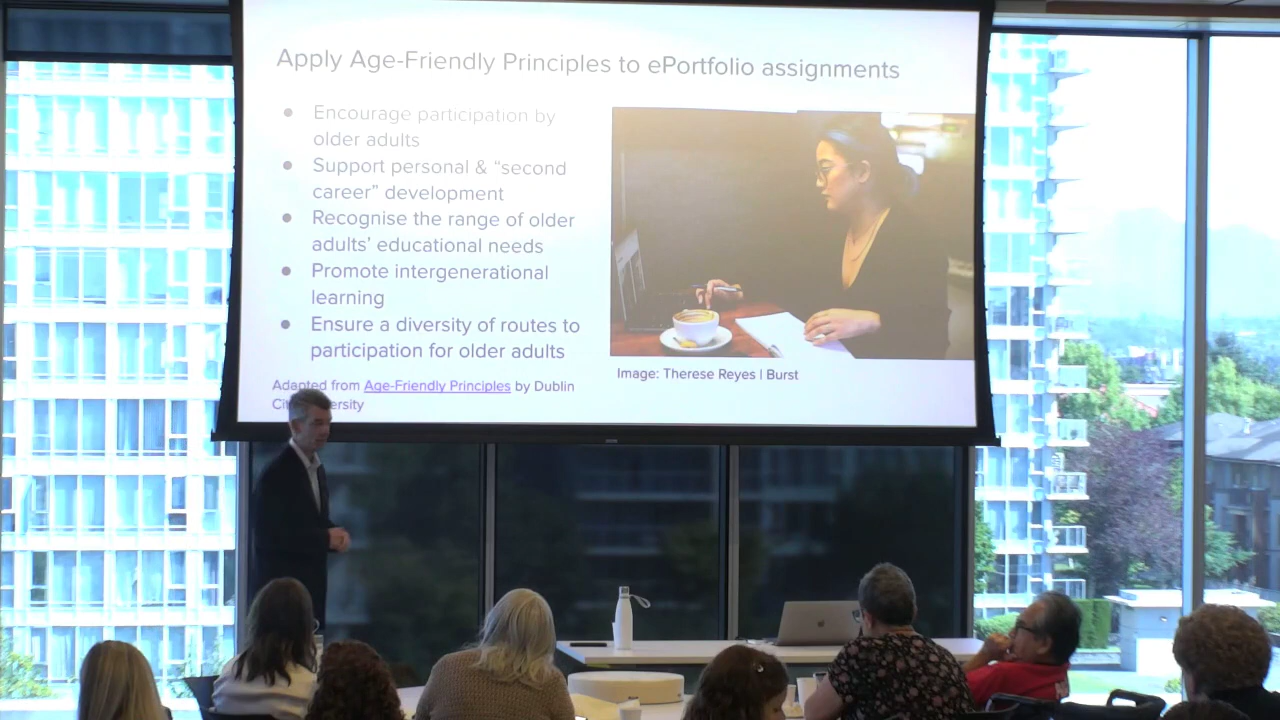 Apply Age-Friendly Principles to ePortfolio assignments
● Encourage participation by
older adults
● Support personal & “second
career” development
● Recognise the range of older
adults’ educational needs
● Promote intergenerational
learning
● Ensure a diversity of routes to
participation for older adults
Adapted from Age-Friendly Principles by Dublin
Image: Therese Reyes | Burst